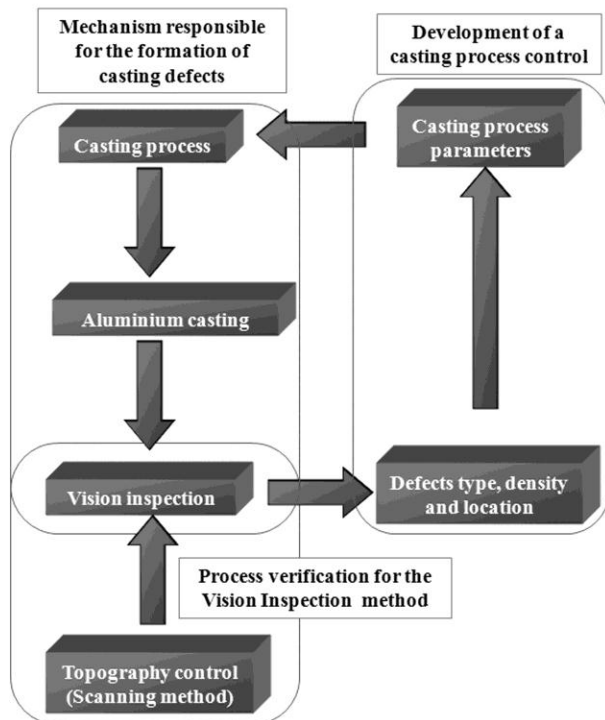 Mechanism responsible
for the formation of
casting defects
Development of a
casting process control
Casting process
Casting process
parameters
Aluminium casting
Vision inspection
Defects type, density
and location
Process verification for the
Vision Inspection method
Topography control
(Scanning method)